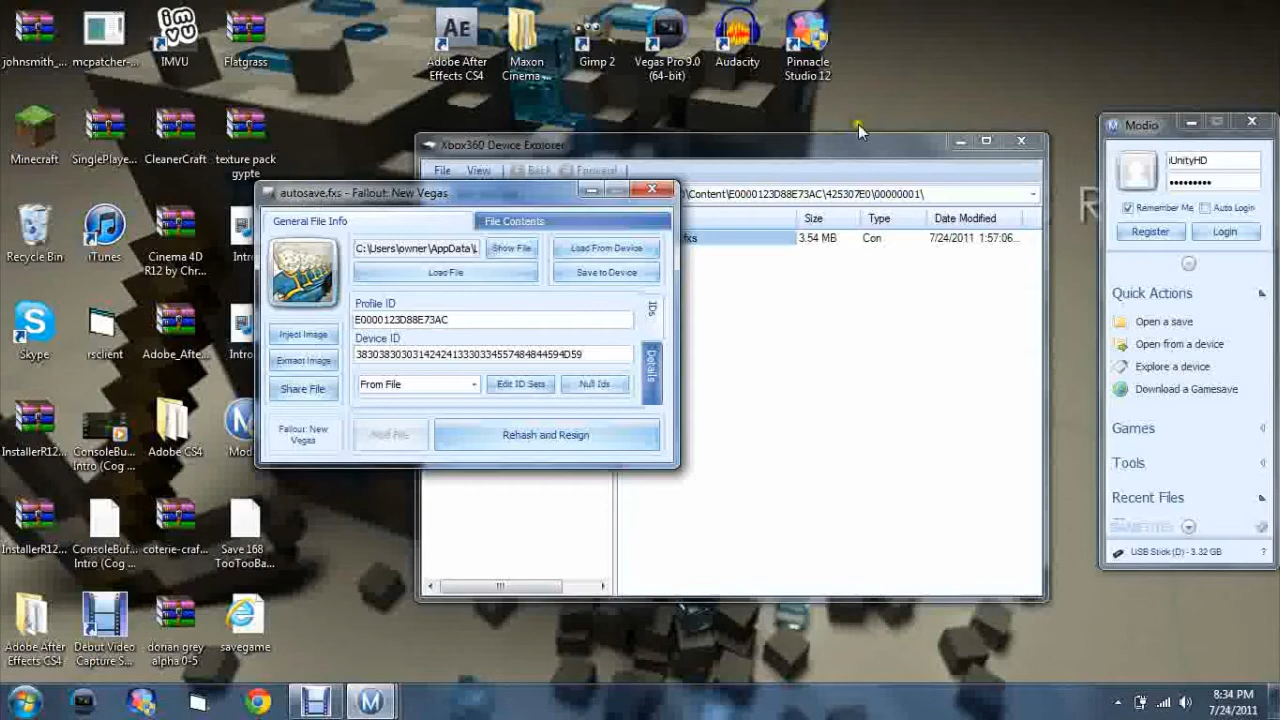 johnsmith_...
mcpatcher-...
IMVU
Flatgrass
Adobe After
Effects CS4
Maxon
Cinema...
Gimp 2
Vegas Pro 9.0
(64-bit)
Audacity
Pinnacle
Studio 12
Minecraft
SinglePlaye...
CleanerCraft
texture pack
gypte
Recycle Bin
iTunes
Cinema 4D
R12 by Chr...
Intr
Skype
rsclient
Adobe_Afte...
Intro
InstallerR12...
ConsoleBuf...
Intro (Cog ...
Adobe CS4
Mod
InstallerR12...
ConsoleBuf...
Intro (Cog ...
coterie-craf...
Save 168
TooTooBa...
Adobe After
Effects CS4
Debut Video
Capture S...
dorian grey
alpha 0-5
savegame
Xbox360 Device Explorer
File View Back Forward
\Content\E0000123D88E73AC\425307E0\00000001\
Size Type Date Modified
fxs 3.54 MB Con 7/24/2011 1:57:06...
autosave.fxs - Fallout: New Vegas
General File Info File Contents
C:\Users\owner\AppData\L Show File Load From Device
Load File Save to Device
Profile ID
E0000123D88E73AC
IDs
Device ID
3830383030314242413330334557484844594D59
Details
From File Edit ID Sets Null Ids
Inject Image
Extract Image
Share File
Fallout: New
Vegas
Mod File Rehash and Resign
Modio
iUnityHD
•••••••••
Remember Me Auto Login
Register Login
Quick Actions
Open a save
Open from a device
Explore a device
Download a Gamesave
Games
Tools
Recent Files
USB Stick (D) - 3.32 GB ?
8:34 PM
7/24/2011